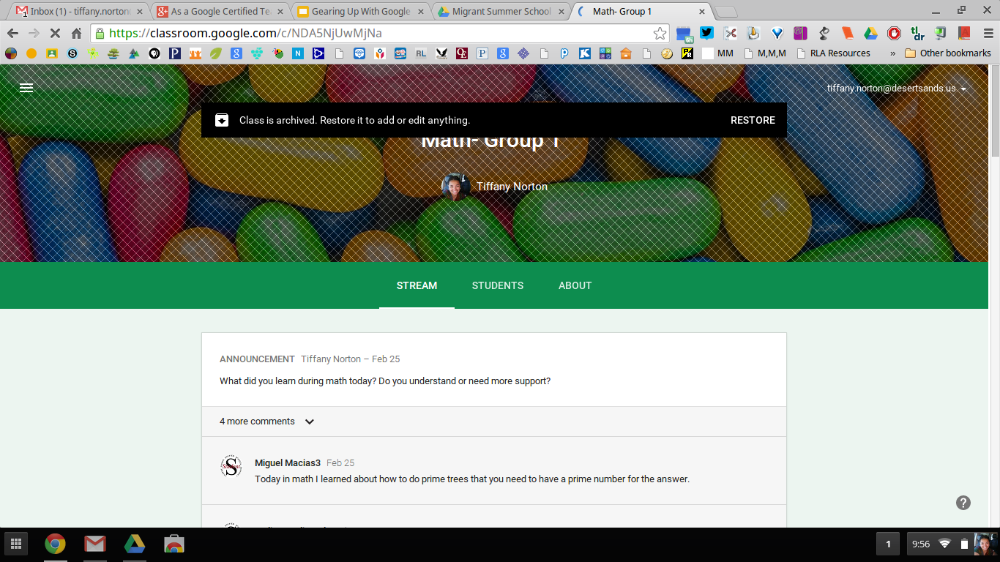 Inbox (1) - tiffany.norton
As a Google Certified Te
Gearing Up With Google
Migrant Summer School
Math- Group 1
https://classroom.google.com/c/NDA5NjUwMjNa
6h
tl;dr
RL
MM
M,M,M
RLA Resources
»
Other bookmarks
tiffany.norton@desertsands.us
Class is archived. Restore it to add or edit anything.
RESTORE
Math- Group 1
Tiffany Norton
STREAM
STUDENTS
ABOUT
ANNOUNCEMENT Tiffany Norton – Feb 25
What did you learn during math today? Do you understand or need more support?
4 more comments
Miguel Macias3 Feb 25
Today in math I learned about how to do prime trees that you need to have a prime number for the answer.
1
9:56